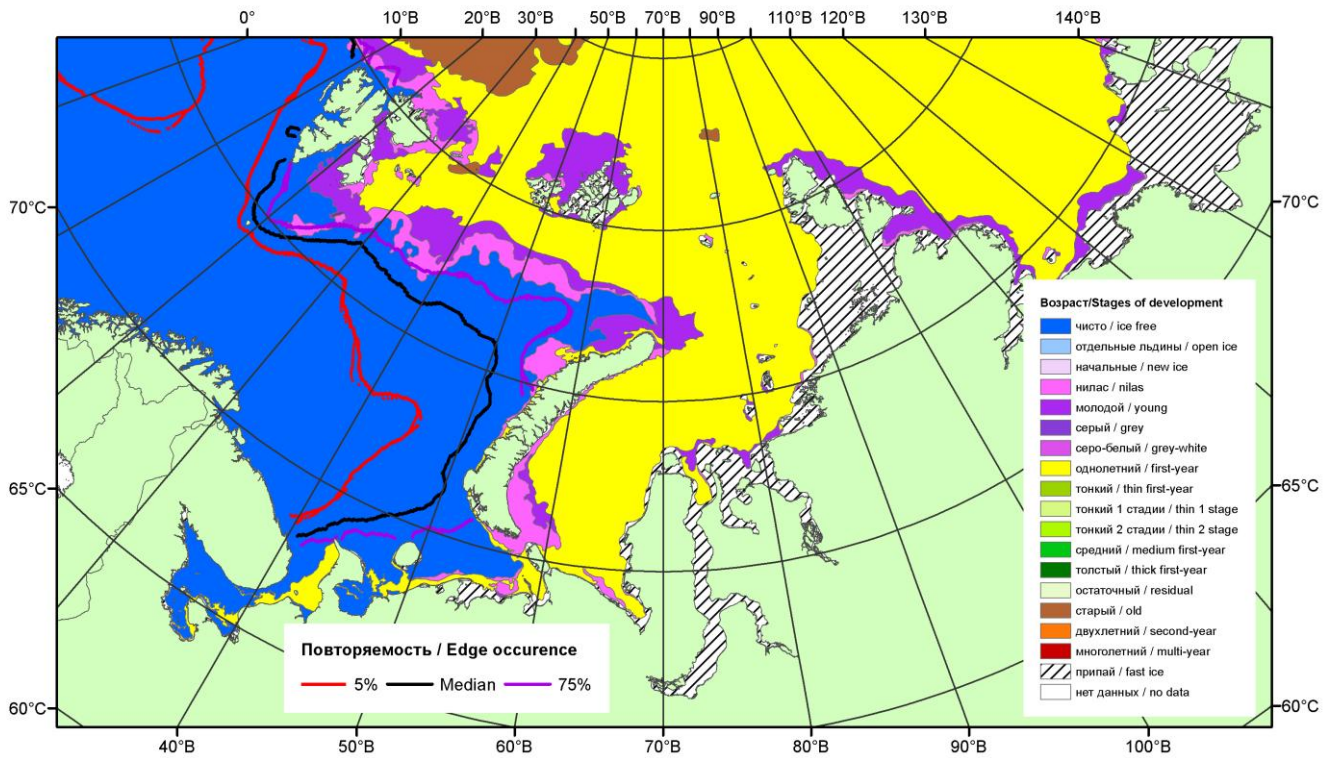 0° 10°В 20°В 30°В 50°В 70°В 90°В 110°В 120°В 130°В 140°В
70°С 70°С
Возраст/Stages of development
чисто / ice free
отдельные льдины / open ice
начальные / new ice
нилас / nilas
молодой / young
серый / grey
серо-белый / grey-white
однолетний / first-year
тонкий / thin first-year
тонкий 1 стадии / thin 1 stage
тонкий 2 стадии / thin 2 stage
средний / medium first-year
толстый / thick first-year
остаточный / residual
старый / old
двухлетний / second-year
многолетний / multi-year
припай / fast ice
нет данных / no data
65°С 65°С
Повторяемость / Edge occurence
5% Median 75%
60°С 60°С
40°В 50°В 60°В 70°В 80°В 90°В 100°В